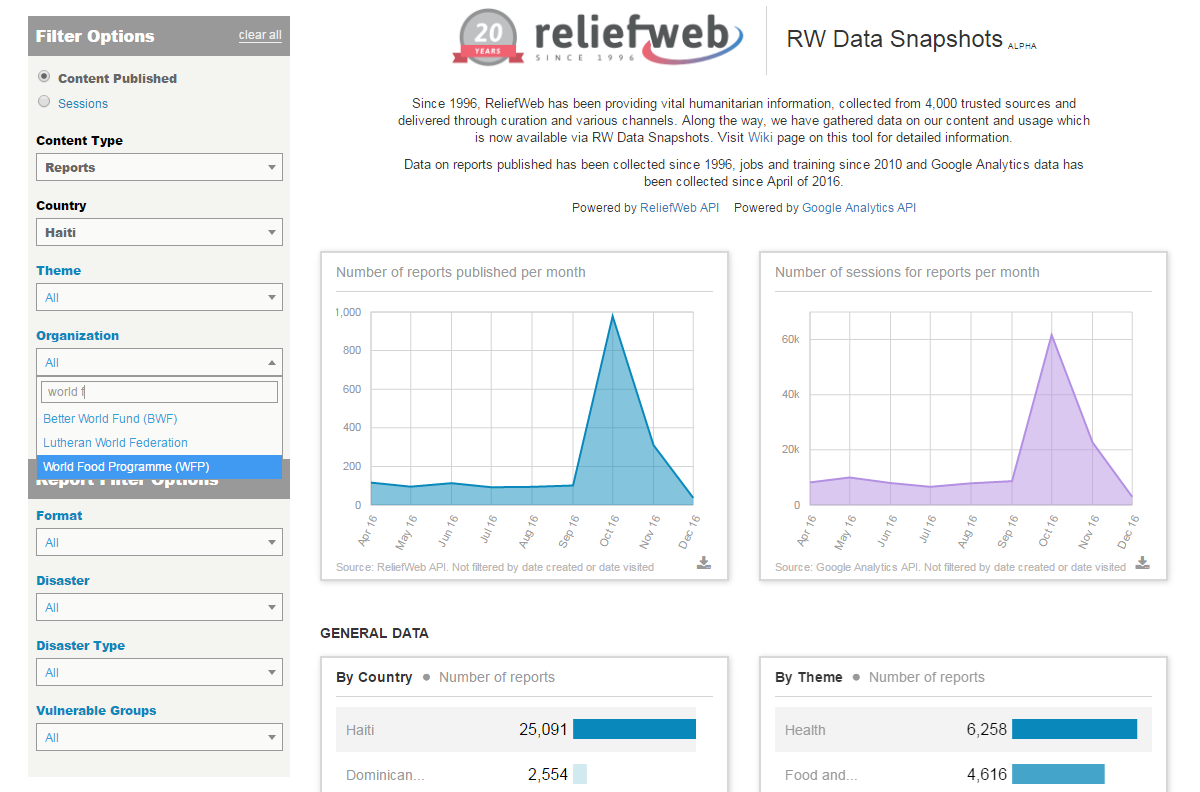 Filter Options
clear all
Content Published
Sessions
Content Type
Reports
Country
Haiti
Theme
All
Organization
All
world f
Better World Fund (BWF)
Lutheran World Federation
World Food Programme (WFP)
Report Filter Options
Format
All
Disaster
All
Disaster Type
All
Vulnerable Groups
All
20
YEARS
reliefweb
SINCE 1996
RW Data Snapshots ALPHA
Since 1996, ReliefWeb has been providing vital humanitarian information, collected from 4,000 trusted sources and
delivered through curation and various channels. Along the way, we have gathered data on our content and usage which
is now available via RW Data Snapshots. Visit Wiki page on this tool for detailed information.
Data on reports published has been collected since 1996, jobs and training since 2010 and Google Analytics data has
been collected since April of 2016.
Powered by ReliefWeb API Powered by Google Analytics API
Number of reports published per month
1,000
800
600
400
200
0
Apr 16
May 16
Jun 16
Jul 16
Aug 16
Sep 16
Oct 16
Nov 16
Dec 16
Source: ReliefWeb API. Not filtered by date created or date visited
Number of sessions for reports per month
60k
40k
20k
0
Apr 16
May 16
Jun 16
Jul 16
Aug 16
Sep 16
Oct 16
Nov 16
Dec 16
Source: Google Analytics API. Not filtered by date created or date visited
GENERAL DATA
By Country ● Number of reports
Haiti 25,091
Dominican... 2,554
By Theme ● Number of reports
Health 6,258
Food and... 4,616